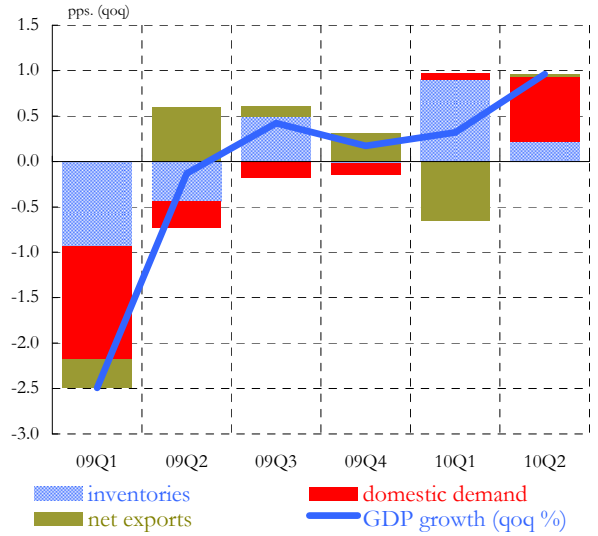 pps. (qoq)
1.5
1.0
0.5
0.0
-0.5
-1.0
-1.5
-2.0
-2.5
-3.0
09Q1 09Q2 09Q3 09Q4 10Q1 10Q2
inventories domestic demand
net exports GDP growth (qoq %)